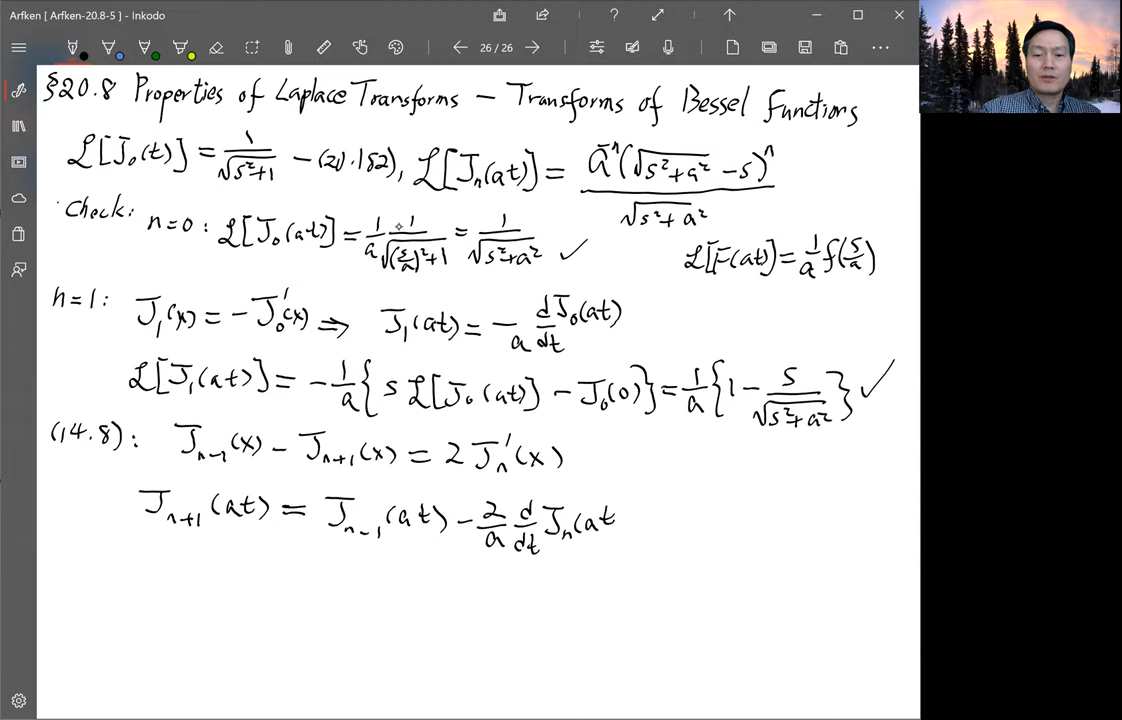 Arfken [ Arfken-20.8-5 ] - Inkodo
26 / 26
§20.8 Properties of Laplace Transforms – Transforms of Bessel Functions
ℒ[J₀(t)] = 1/√(s²+1) – (20.182), ℒ[Jₙ(at)] = a⁻ⁿ(√(s²+a²) – s)ⁿ / √(s²+a²)
Check: n=0 : ℒ[J₀(at)] = 1/a 1/√((s/a)²+1) = 1/√(s²+a²) ✓ ℒ[F(at)] = 1/a f(s/a)
n=1: J₁(x) = –J₀'(x) ⇒ J₁(at) = – d J₀(at) / a dt
ℒ[J₁(at)] = – 1/a { s ℒ[J₀(at)] – J₀(0) } = 1/a { 1 – s/√(s²+a²) } ✓
(14.8): Jₙ₋₁(x) – Jₙ₊₁(x) = 2 Jₙ'(x)
Jₙ₊₁(at) = Jₙ₋₁(at) – 2/a d/dt Jₙ(at